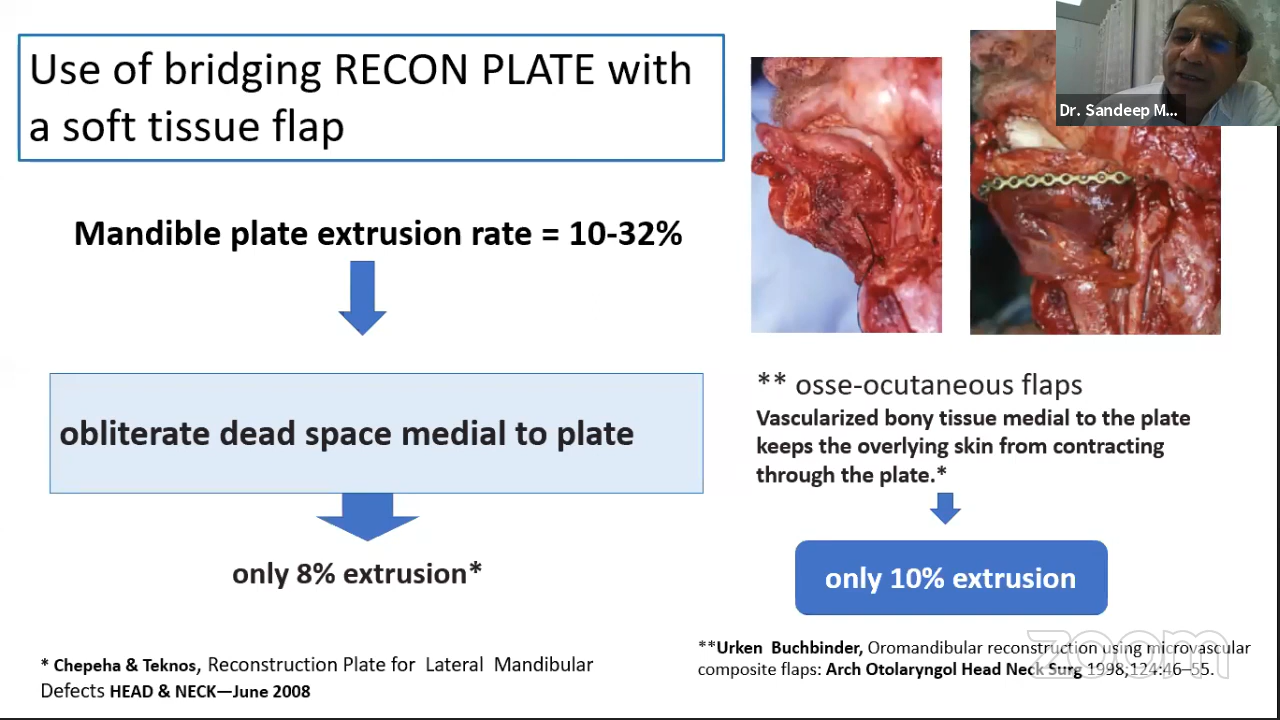 Use of bridging RECON PLATE with
a soft tissue flap
Dr. Sandeep M...
Mandible plate extrusion rate = 10-32%
obliterate dead space medial to plate
only 8% extrusion*
* Chepeha & Teknos, Reconstruction Plate for Lateral Mandibular
Defects HEAD & NECK—June 2008
** osse-ocutaneous flaps
Vascularized bony tissue medial to the plate
keeps the overlying skin from contracting
through the plate.*
only 10% extrusion
**Urken Buchbinder, Oromandibular reconstruction using microvascular
composite flaps: Arch Otolaryngol Head Neck Surg 1998;124:46–55.
zoom